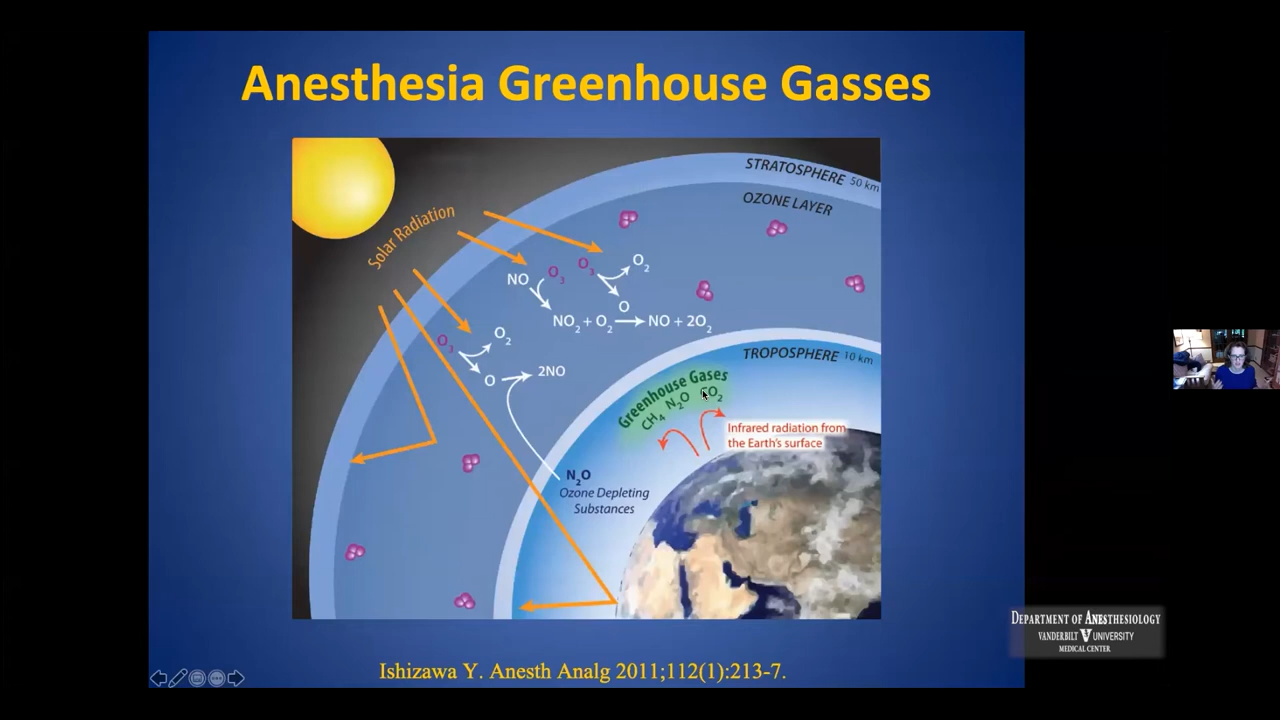 Anesthesia Greenhouse Gasses
STRATOSPHERE 50 km
OZONE LAYER
Solar Radiation
NO O₃ O₃ O₂
O
NO₂ + O₂ → NO + 2O₂
O₃ O₂
O → 2NO
TROPOSPHERE 10 km
Greenhouse Gases
CH₄ N₂O CO₂
Infrared radiation from
the Earth's surface
N₂O
Ozone Depleting
Substances
Ishizawa Y. Anesth Analg 2011;112(1):213-7.
DEPARTMENT OF ANESTHESIOLOGY
VANDERBILT V UNIVERSITY
MEDICAL CENTER